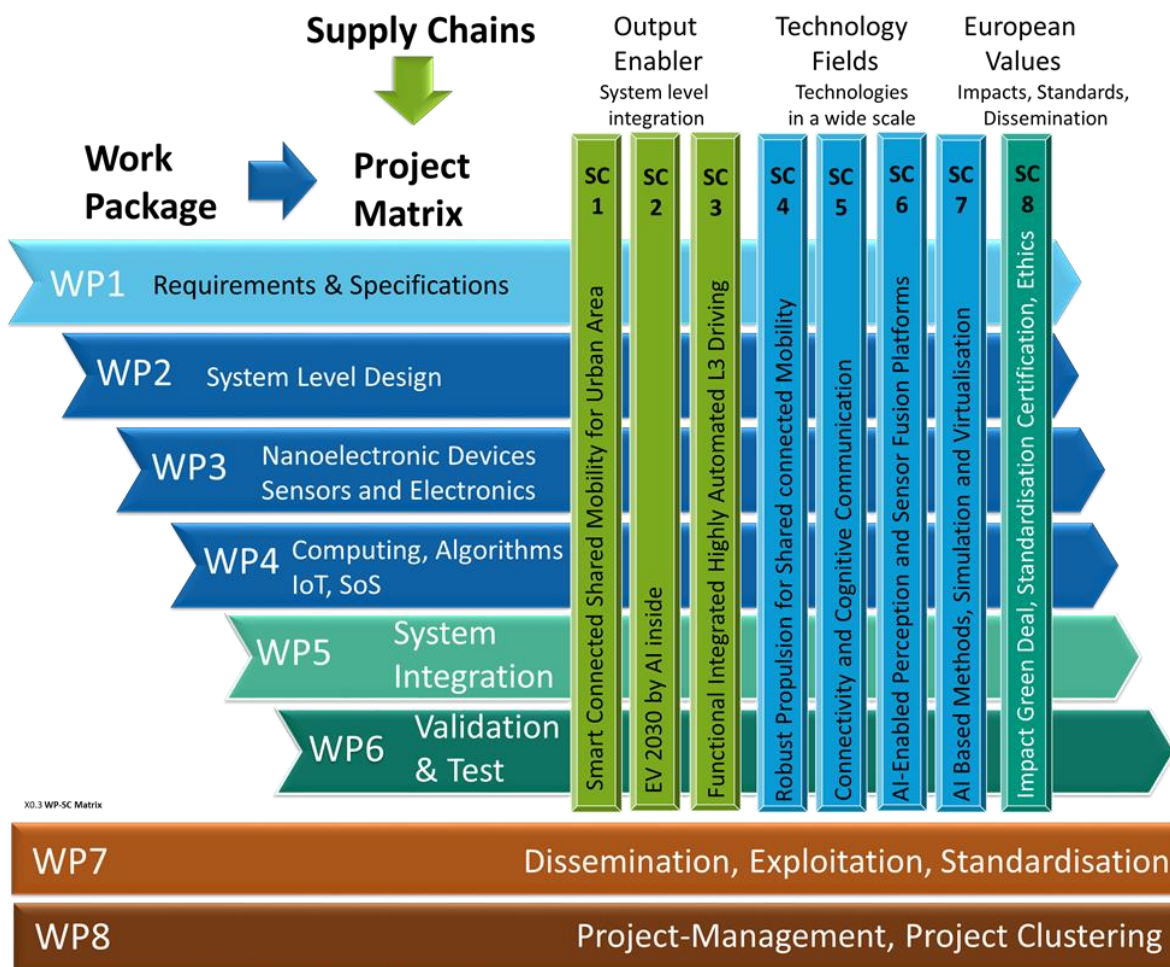 Supply Chains
Work
Package
Project
Matrix
Output
Enabler
System level
integration
Technology
Fields
Technologies
in a wide scale
European
Values
Impacts, Standards,
Dissemination
SC
1
SC
2
SC
3
SC
4
SC
5
SC
6
SC
7
SC
8
Smart Connected Shared Mobility for Urban Area
EV 2030 by AI inside
Functional Integrated Highly Automated L3 Driving
Robust Propulsion for Shared connected Mobility
Connectivity and Cognitive Communication
AI-Enabled Perception and Sensor Fusion Platforms
AI Based Methods, Simulation and Virtualisation
Impact Green Deal, Standardisation Certification, Ethics
WP1 Requirements & Specifications
WP2 System Level Design
WP3 Nanoelectronic Devices
Sensors and Electronics
WP4 Computing, Algorithms
IoT, SoS
WP5 System
Integration
WP6 Validation
& Test
X0.3 WP-SC Matrix
WP7 Dissemination, Exploitation, Standardisation
WP8 Project-Management, Project Clustering